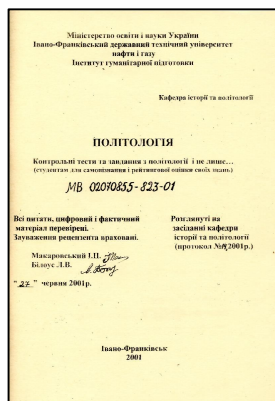 Міністерство освіти і науки України
Івано-Франківський державний технічний університет
нафти і газу
Інститут гуманітарної підготовки
Кафедра історії та політології
ПОЛІТОЛОГІЯ
Контрольні тести та завдання з політології і не лише…
(студентам для самопізнання і рейтингової оцінки своїх знань)
МВ 02070855-823-01
Всі цитати, цифровий і фактичний
матеріал перевірені.
Зауваження рецензента враховані.
Макаровський І.П.
Білоус Л.В.
"27" червня 2001р.
Розглянуті на
засіданні кафедри
історії та політології
(протокол 2001р.)
Івано-Франківськ
2001